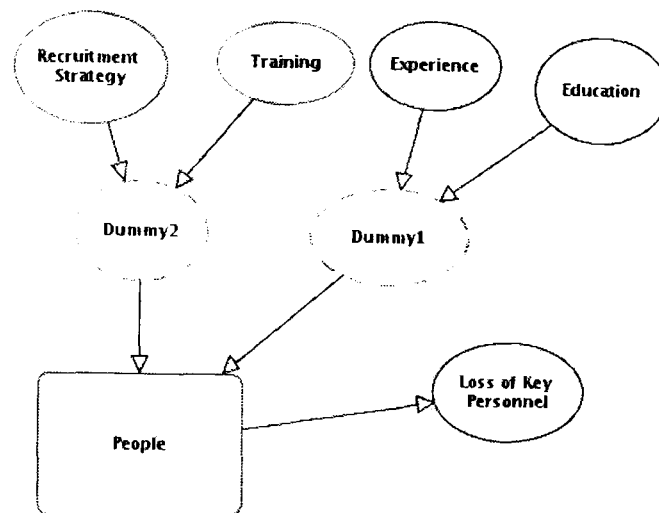 Recruitment
Strategy
Training
Experience
Education
Dummy2
Dummy1
Loss of Key
Personnel
People